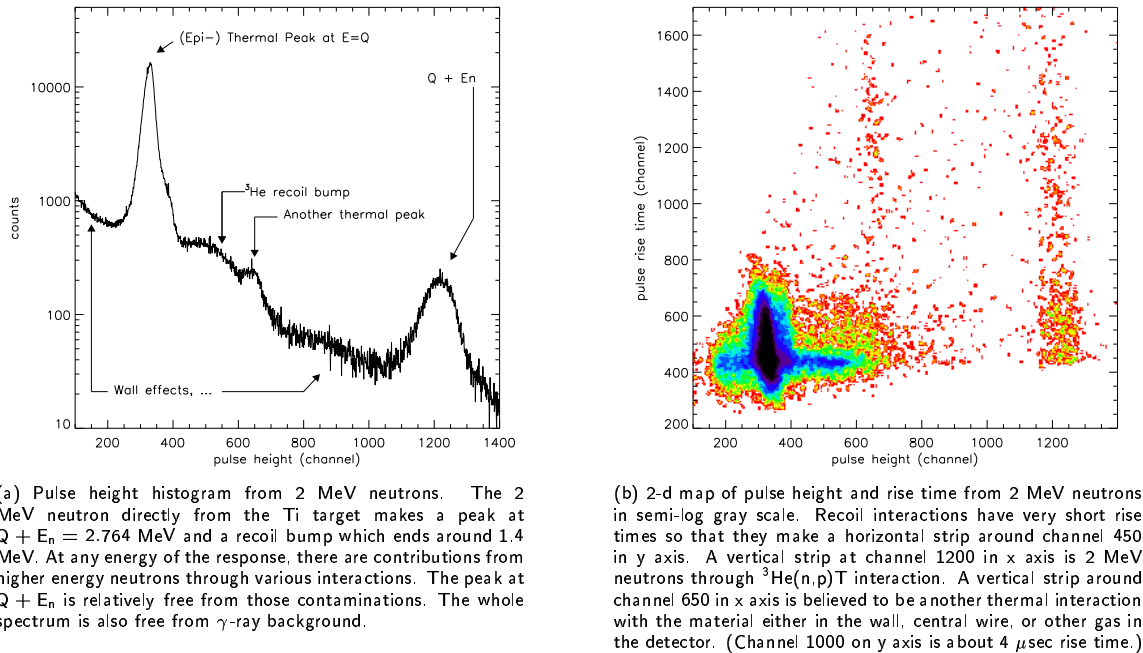 (Epi-) Thermal Peak at E=Q
Q + En
³He recoil bump
Another thermal peak
Wall effects, ...
counts
10000
1000
100
10
200 400 600 800 1000 1200 1400
pulse height (channel)
pulse rise time (channel)
1600
1400
1200
1000
800
600
400
200
200 400 600 800 1000 1200
pulse height (channel)
(a) Pulse height histogram from 2 MeV neutrons. The 2
MeV neutron directly from the Ti target makes a peak at
Q + Eₙ = 2.764 MeV and a recoil bump which ends around 1.4
MeV. At any energy of the response, there are contributions from
higher energy neutrons through various interactions. The peak at
Q + Eₙ is relatively free from those contaminations. The whole
spectrum is also free from γ-ray background.
(b) 2-d map of pulse height and rise time from 2 MeV neutrons
in semi-log gray scale. Recoil interactions have very short rise
times so that they make a horizontal strip around channel 450
in y axis. A vertical strip at channel 1200 in x axis is 2 MeV
neutrons through ³He(n,p)T interaction. A vertical strip around
channel 650 in x axis is believed to be another thermal interaction
with the material either in the wall, central wire, or other gas in
the detector. (Channel 1000 on y axis is about 4 μsec rise time.)